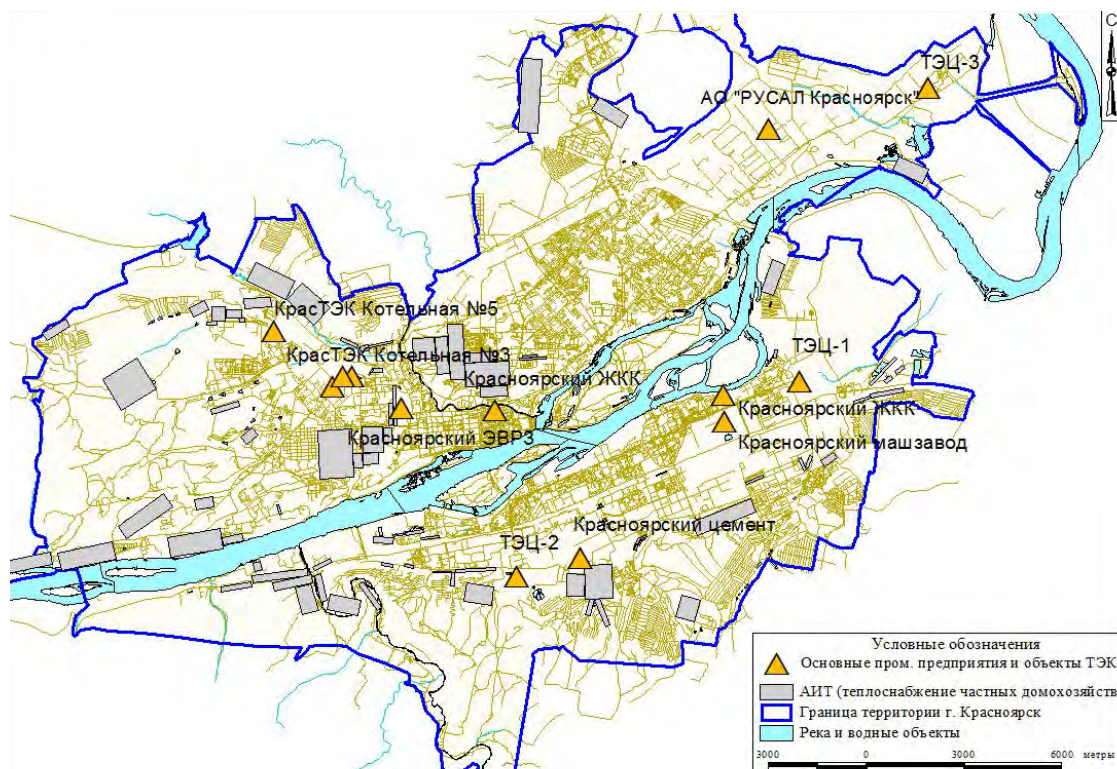 С
ТЭЦ-3
АО "РУСАЛ Красноярск"
КрасТЭК Котельная №5
КрасТЭК Котельная №3
ТЭЦ-1
Красноярский ЖКК
Красноярский ЖКК
Красноярский ЭВРЗ
Красноярский машзавод
Красноярский цемент
ТЭЦ-2
Условные обозначения
Основные пром. предприятия и объекты ТЭК
АИТ (теплоснабжение частных домохозяйств
Граница территории г. Красноярск
Река и водные объекты
3000 0 3000 6000 метры